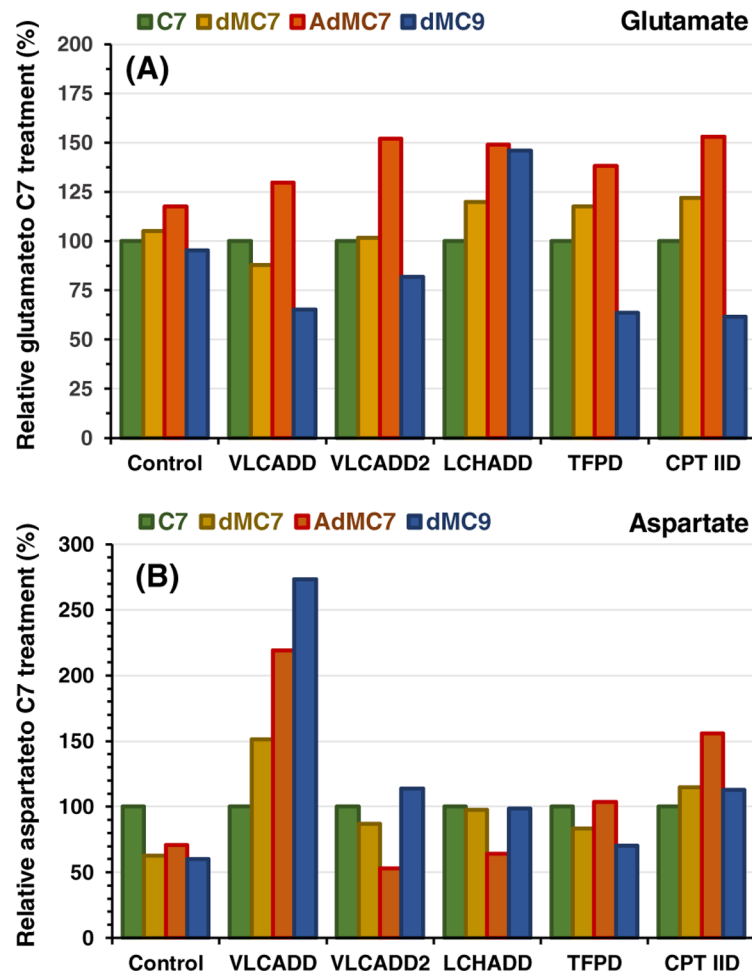 C7 dMC7 AdMC7 dMC9 Glutamate
(A)
Relative glutamateto C7 treatment (%)
200
175
150
125
100
75
50
25
0
Control VLCADD VLCADD2 LCHADD TFPD CPT IID
C7 dMC7 AdMC7 dMC9 Aspartate
(B)
Relative aspartateto C7 treatment (%)
300
250
200
150
100
50
0
Control VLCADD VLCADD2 LCHADD TFPD CPT IID